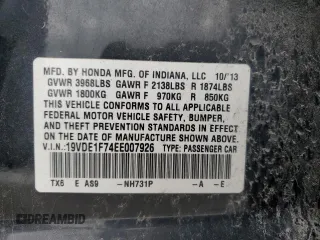 MFD. BY HONDA MFG. OF INDIANA, LLC 10/13
GVWR 3968LBS GAWR F 2138LBS R 1874LBS
GVWR 1800KG GAWR F 970KG R 850KG
THIS VEHICLE CONFORMS TO ALL APPLICABLE
FEDERAL MOTOR VEHICLE SAFETY, BUMPER,
AND THEFT PREVENTION STANDARDS IN EFFECT
ON THE DATE OF MANUFACTURE SHOWN ABOVE.
V.I.N.:19VDE1F74EE007926 TYPE: PASSENGER CAR
TX6 E AS9 -NH731P -A -E
DREAMBID